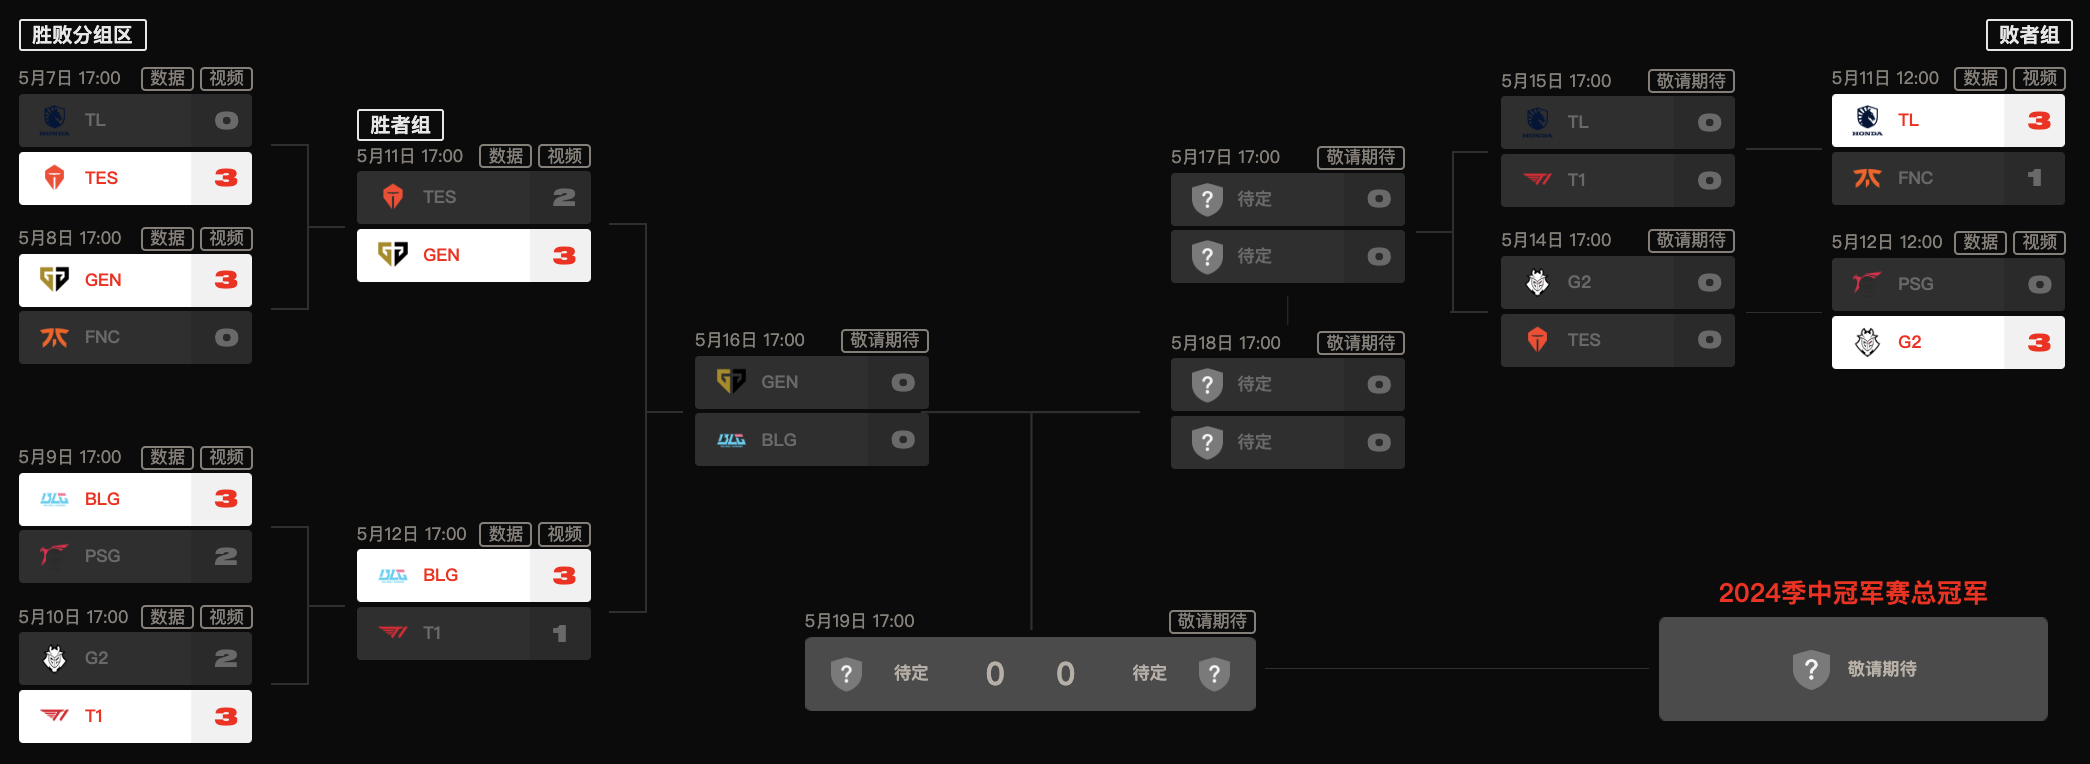 胜败分组区
5月7日 17:00 数据 视频
TL 0
TES 3
5月8日 17:00 数据 视频
GEN 3
FNC 0
5月9日 17:00 数据 视频
BLG 3
PSG 2
5月10日 17:00 数据 视频
G2 2
T1 3
胜者组
5月11日 17:00 数据 视频
TES 2
GEN 3
5月12日 17:00 数据 视频
BLG 3
T1 1
5月16日 17:00 敬请期待
GEN 0
BLG 0
5月17日 17:00 敬请期待
? 待定 0
? 待定 0
5月18日 17:00 敬请期待
? 待定 0
? 待定 0
5月15日 17:00 敬请期待
HONDA TL 0
T1 0
5月14日 17:00 敬请期待
G2 0
TES 0
败者组
5月11日 12:00 数据 视频
HONDA TL 3
FNC 1
5月12日 12:00 数据 视频
PSG 0
G2 3
5月19日 17:00 敬请期待
? 待定 0 0 待定 ?
2024季中冠军赛总冠军
? 敬请期待